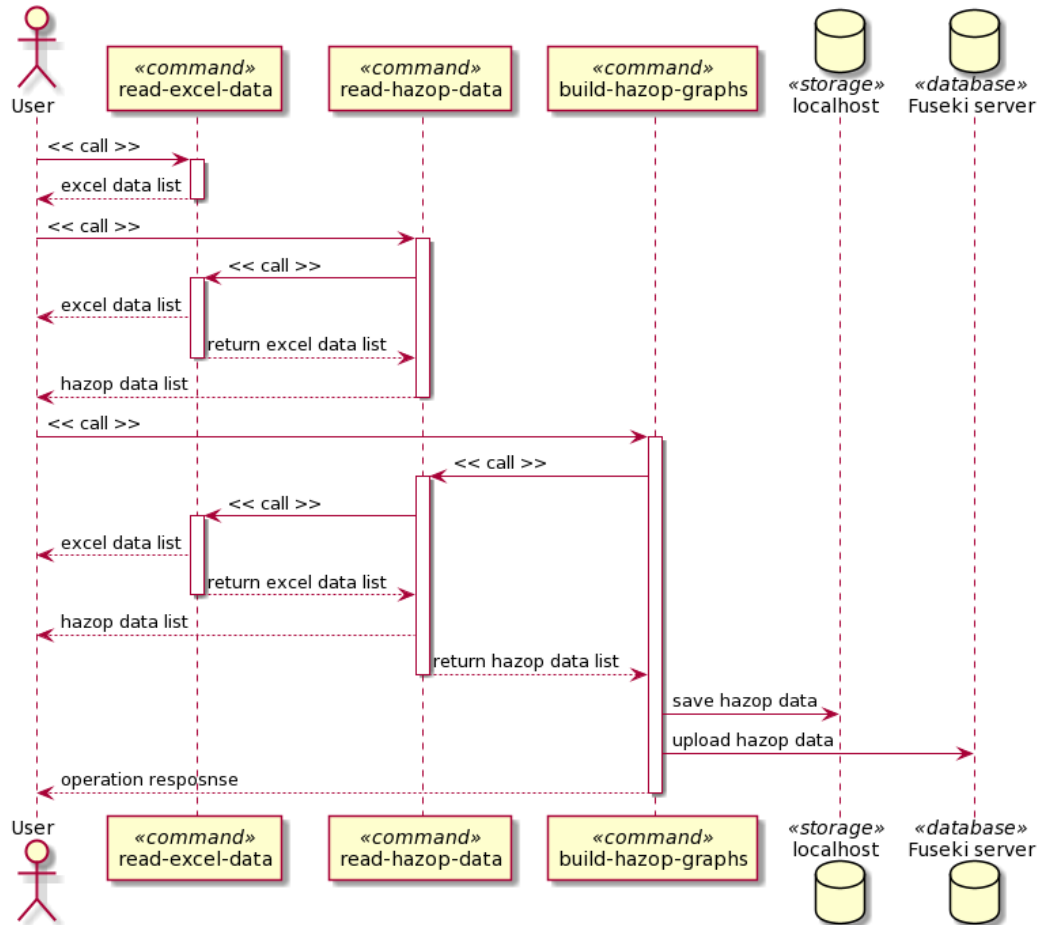 «command»
read-excel-data
«command»
read-hazop-data
«command»
build-hazop-graphs
User
«storage»
localhost
«database»
Fuseki server
<< call >>
excel data list
<< call >>
<< call >>
excel data list
return excel data list
hazop data list
<< call >>
<< call >>
<< call >>
excel data list
return excel data list
hazop data list
return hazop data list
save hazop data
upload hazop data
operation resposnse
User
«command»
read-excel-data
«command»
read-hazop-data
«command»
build-hazop-graphs
«storage»
localhost
«database»
Fuseki server